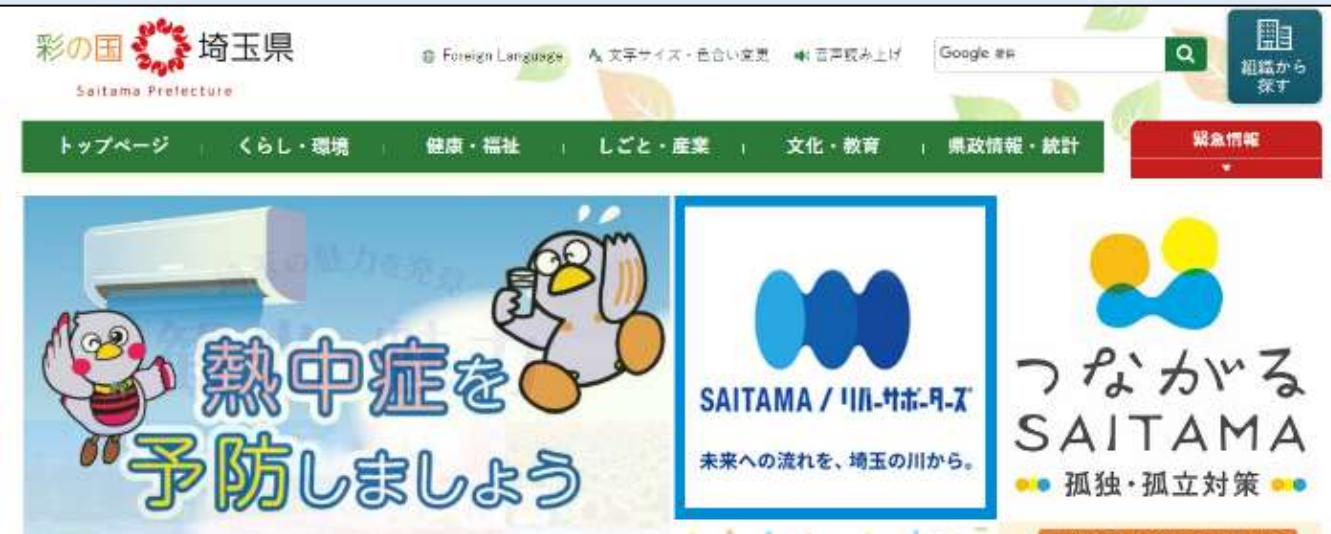 彩の国 埼玉県
Saitama Prefecture
Foreign Language
文字サイズ・色合い変更
音声読み上げ
Google 検索
組織から
探す
トップページ
くらし・環境
健康・福祉
しごと・産業
文化・教育
県政情報・統計
緊急情報
熱中症を
予防しましょう
SAITAMA / リバーサポーターズ
未来への流れを、埼玉の川から。
つながる
SAITAMA
孤独・孤立対策